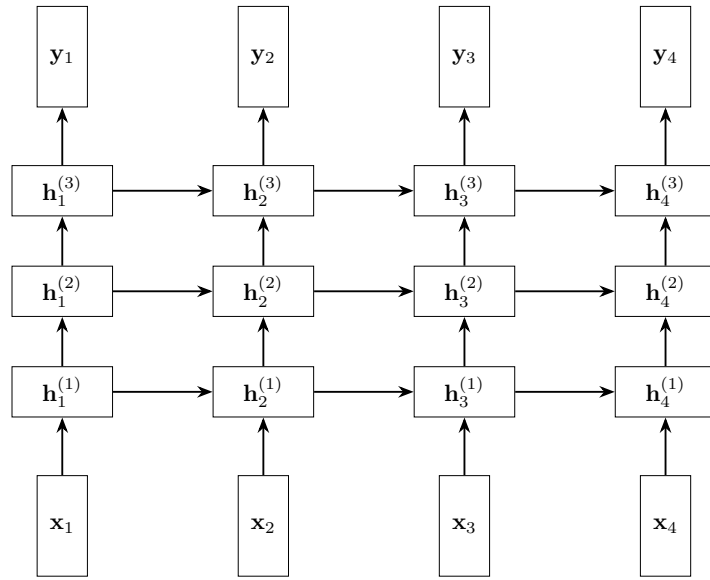 y₁ y₂ y₃ y₄
h₁⁽³⁾ h₂⁽³⁾ h₃⁽³⁾ h₄⁽³⁾
h₁⁽²⁾ h₂⁽²⁾ h₃⁽²⁾ h₄⁽²⁾
h₁⁽¹⁾ h₂⁽¹⁾ h₃⁽¹⁾ h₄⁽¹⁾
x₁ x₂ x₃ x₄